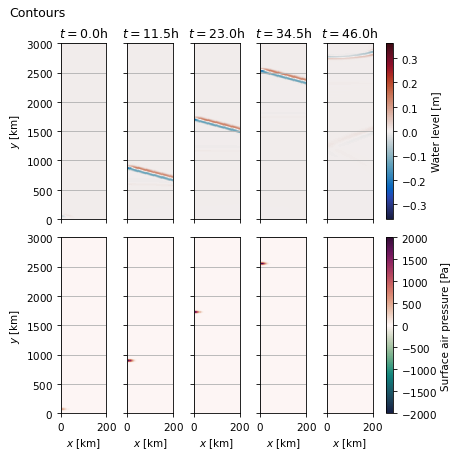 Contours
t = 0.0h
t = 11.5h
t = 23.0h
t = 34.5h
t = 46.0h
3000
2500
2000
1500
1000
500
0
y [km]
0.3
0.2
0.1
0.0
−0.1
−0.2
−0.3
Water level [m]
3000
2500
2000
1500
1000
500
0
y [km]
0 200
0 200
0 200
0 200
0 200
x [km]
x [km]
x [km]
x [km]
x [km]
2000
1500
1000
500
0
−500
−1000
−1500
−2000
Surface air pressure [Pa]